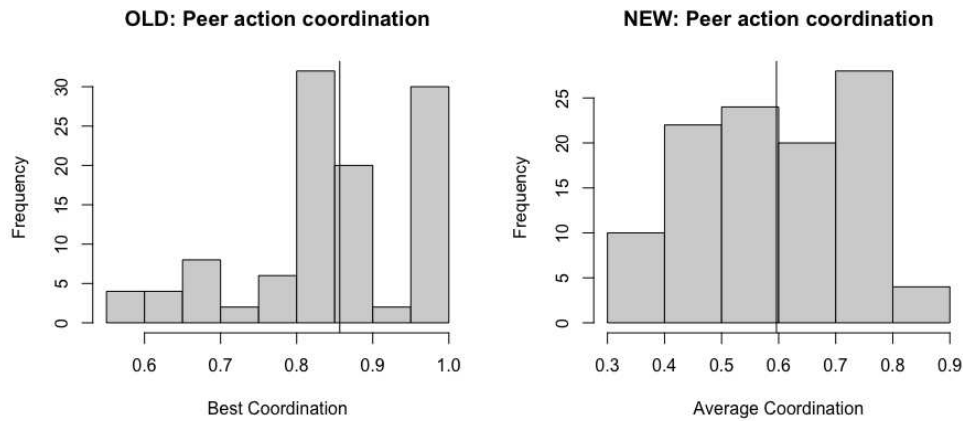 OLD: Peer action coordination
Frequency
0 5 10 15 20 25 30
0.6 0.7 0.8 0.9 1.0
Best Coordination
NEW: Peer action coordination
Frequency
0 5 10 15 20 25
0.3 0.4 0.5 0.6 0.7 0.8 0.9
Average Coordination